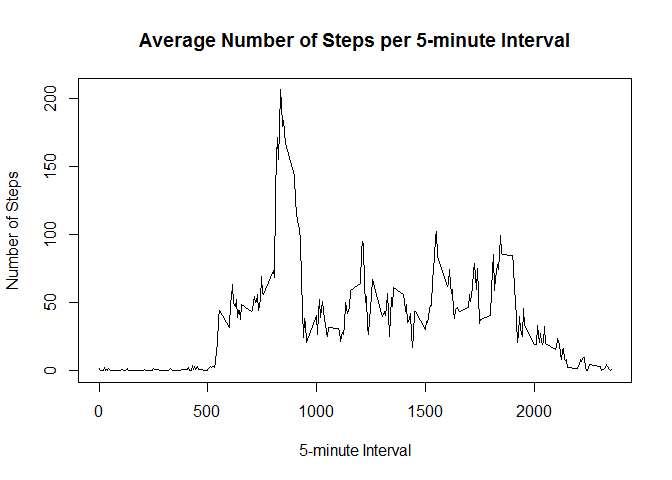 Average Number of Steps per 5-minute Interval
Number of Steps
200
150
100
50
0
0 500 1000 1500 2000
5-minute Interval